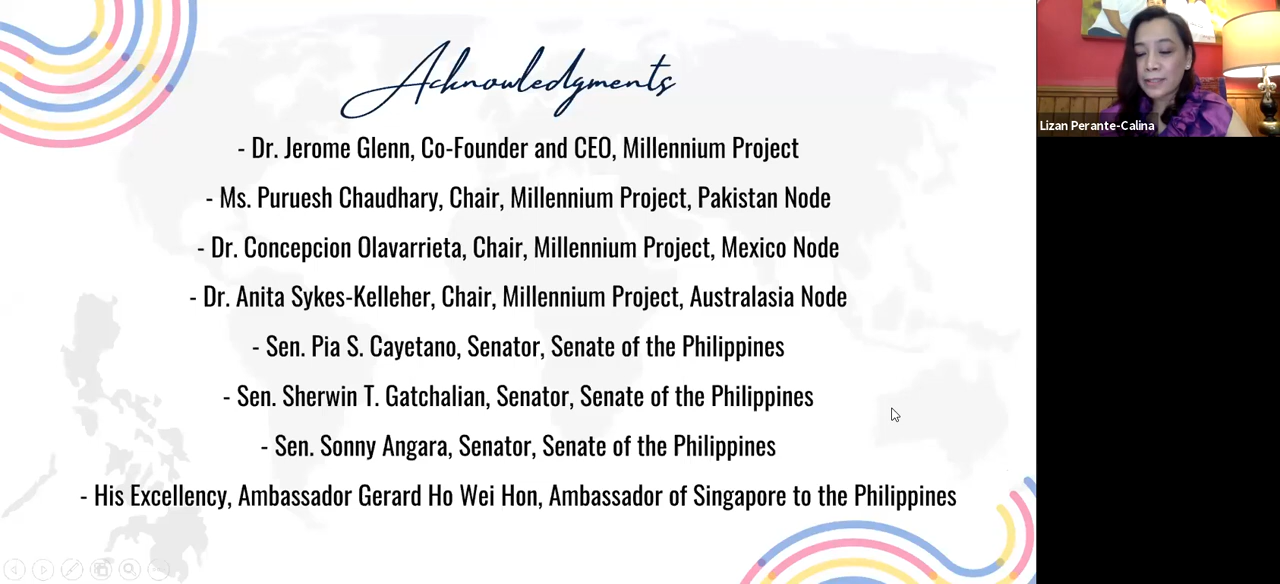 Acknowledgments
- Dr. Jerome Glenn, Co-Founder and CEO, Millennium Project
- Ms. Puruesh Chaudhary, Chair, Millennium Project, Pakistan Node
- Dr. Concepcion Olavarrieta, Chair, Millennium Project, Mexico Node
- Dr. Anita Sykes-Kelleher, Chair, Millennium Project, Australasia Node
- Sen. Pia S. Cayetano, Senator, Senate of the Philippines
- Sen. Sherwin T. Gatchalian, Senator, Senate of the Philippines
- Sen. Sonny Angara, Senator, Senate of the Philippines
- His Excellency, Ambassador Gerard Ho Wei Hon, Ambassador of Singapore to the Philippines
Lizan Perante-Calina